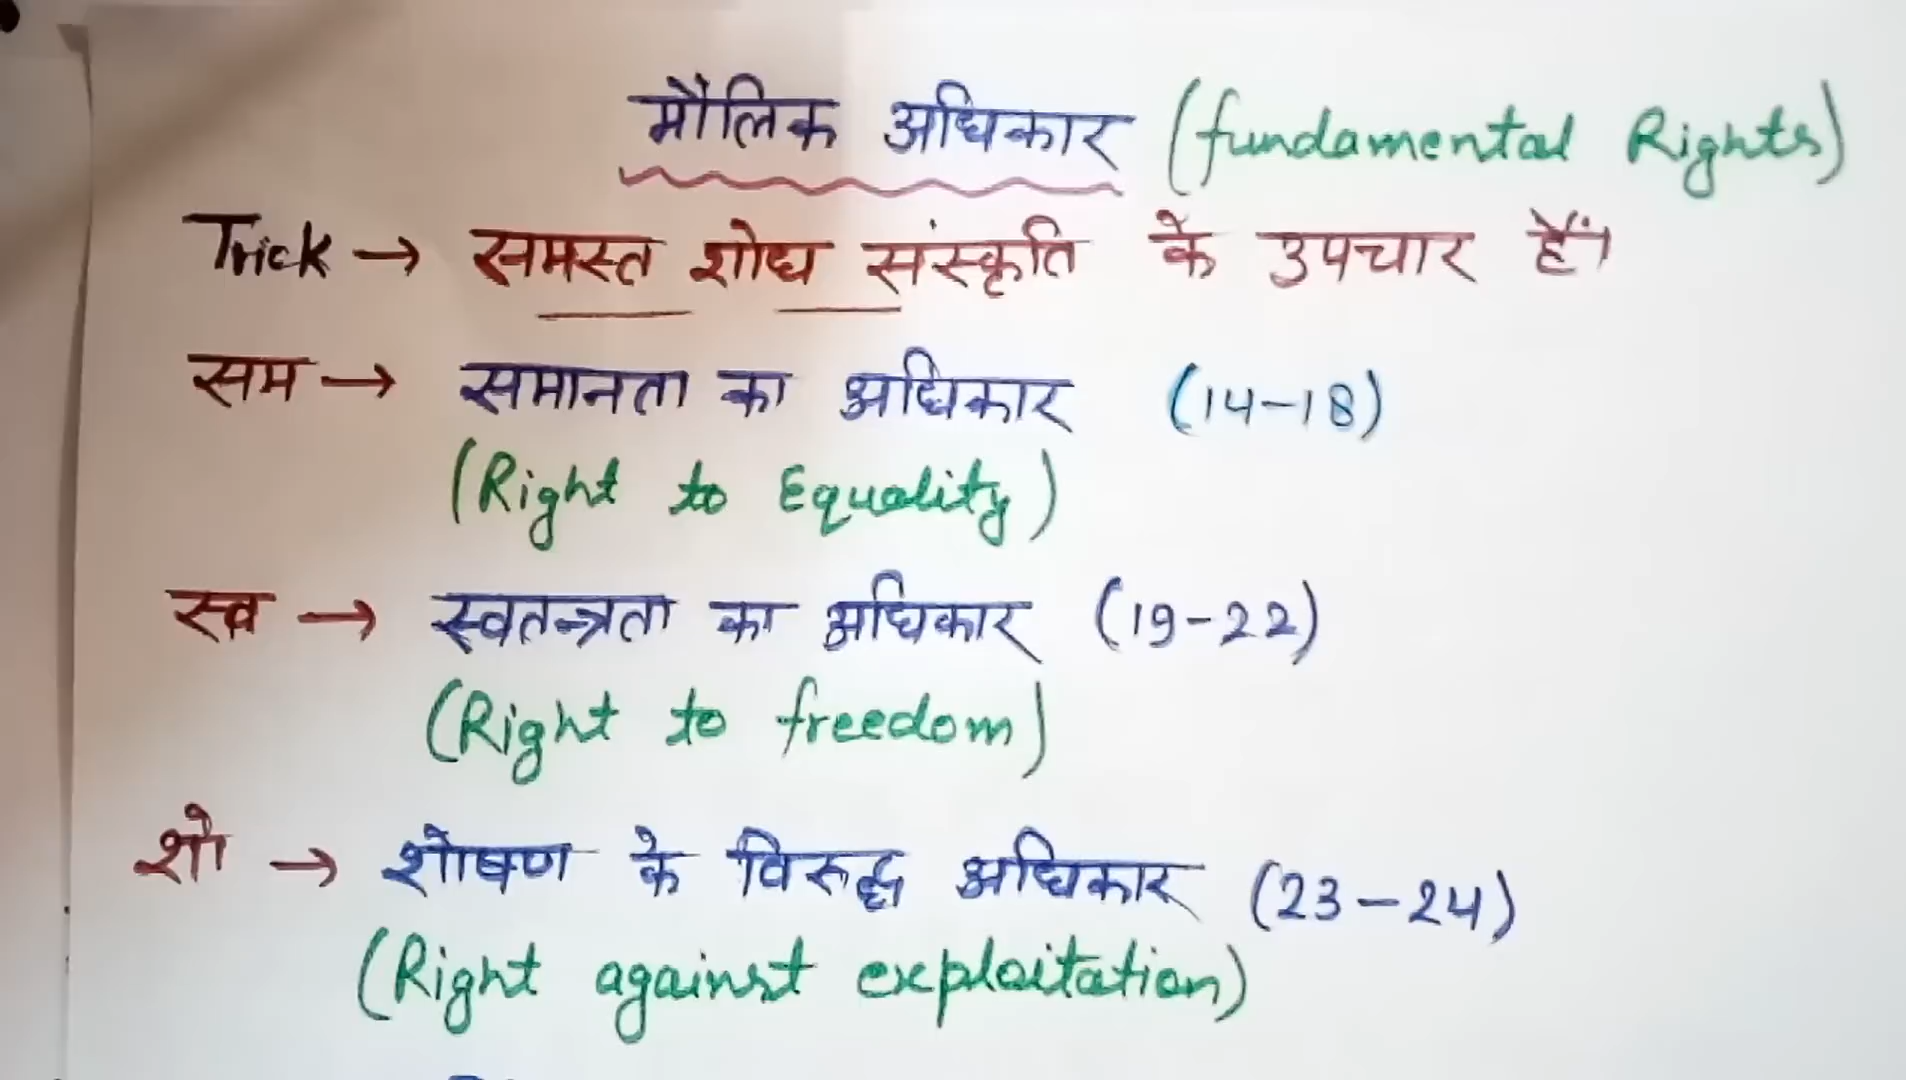 मौलिक अधिकार (fundamental Rights)
Trick → समस्त शोध संस्कृति के उपचार हैं।
सम → समानता का अधिकार (14-18)
(Right to Equality)
स्व → स्वतन्त्रता का अधिकार (19-22)
(Right to freedom)
शो → शोषण के विरुद्ध अधिकार (23-24)
(Right against exploitation)